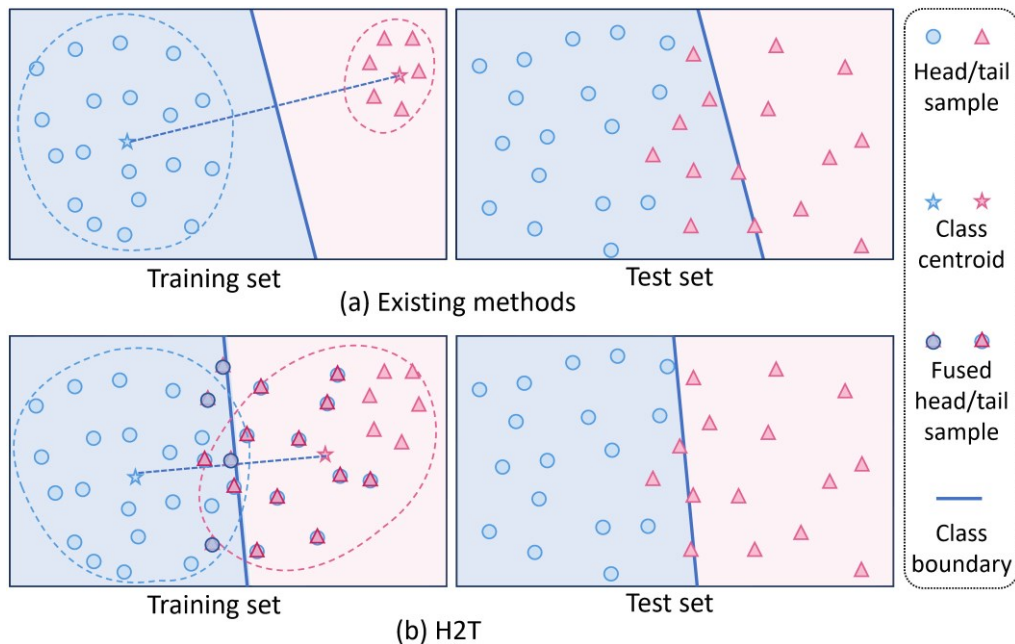 Training set
Test set
(a) Existing methods
Training set
Test set
(b) H2T
Head/tail
sample
Class
centroid
Fused
head/tail
sample
Class
boundary